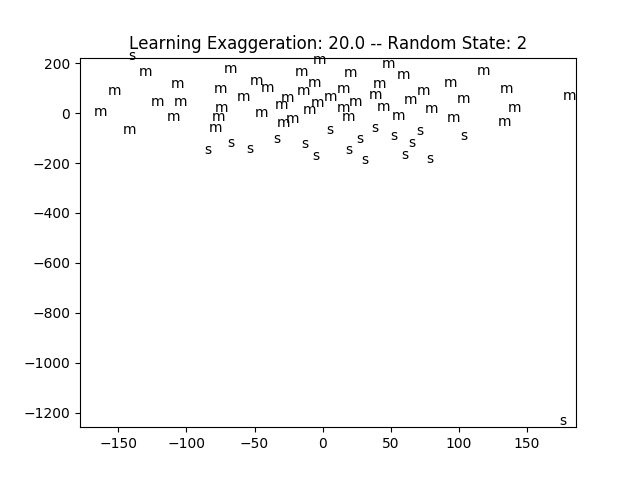 Learning Exaggeration: 20.0 -- Random State: 2
200
0
−200
−400
−600
−800
−1000
−1200
s m m m m m m m m m
m m m m m m m m m m
m m m m m m m m m m
m m m m m m m m m m
m m m m m m m m m m
m m m m m m m m
s s s s s s s s s s
s s s s s s s s
s
−150 −100 −50 0 50 100 150